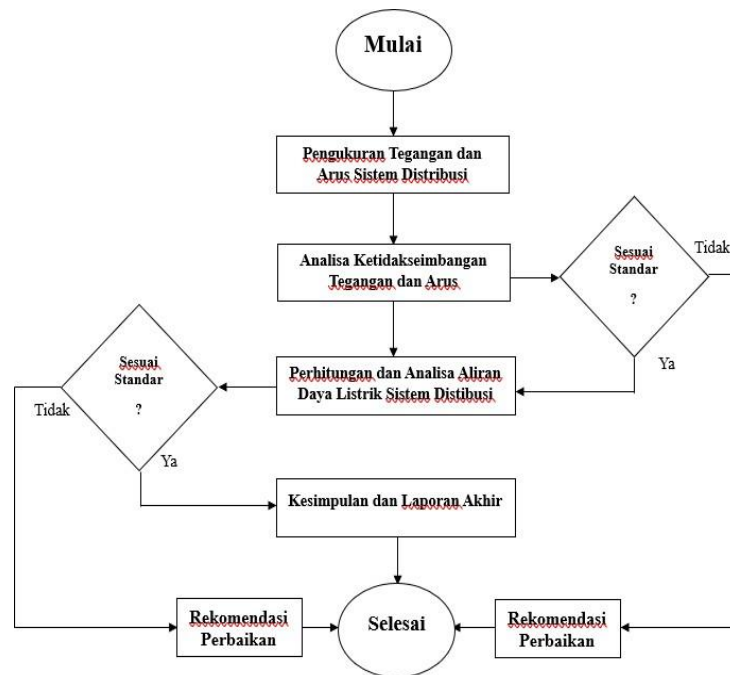 Mulai
Pengukuran Tegangan dan
Arus Sistem Distribusi
Analisa Ketidakseimbangan
Tegangan dan Arus
Sesuai
Standar
?
Tidak
Ya
Perhitungan dan Analisa Aliran
Daya Listrik Sistem Distibusi
Sesuai
Standar
?
Tidak
Ya
Kesimpulan dan Laporan Akhir
Rekomendasi
Perbaikan
Selesai
Rekomendasi
Perbaikan